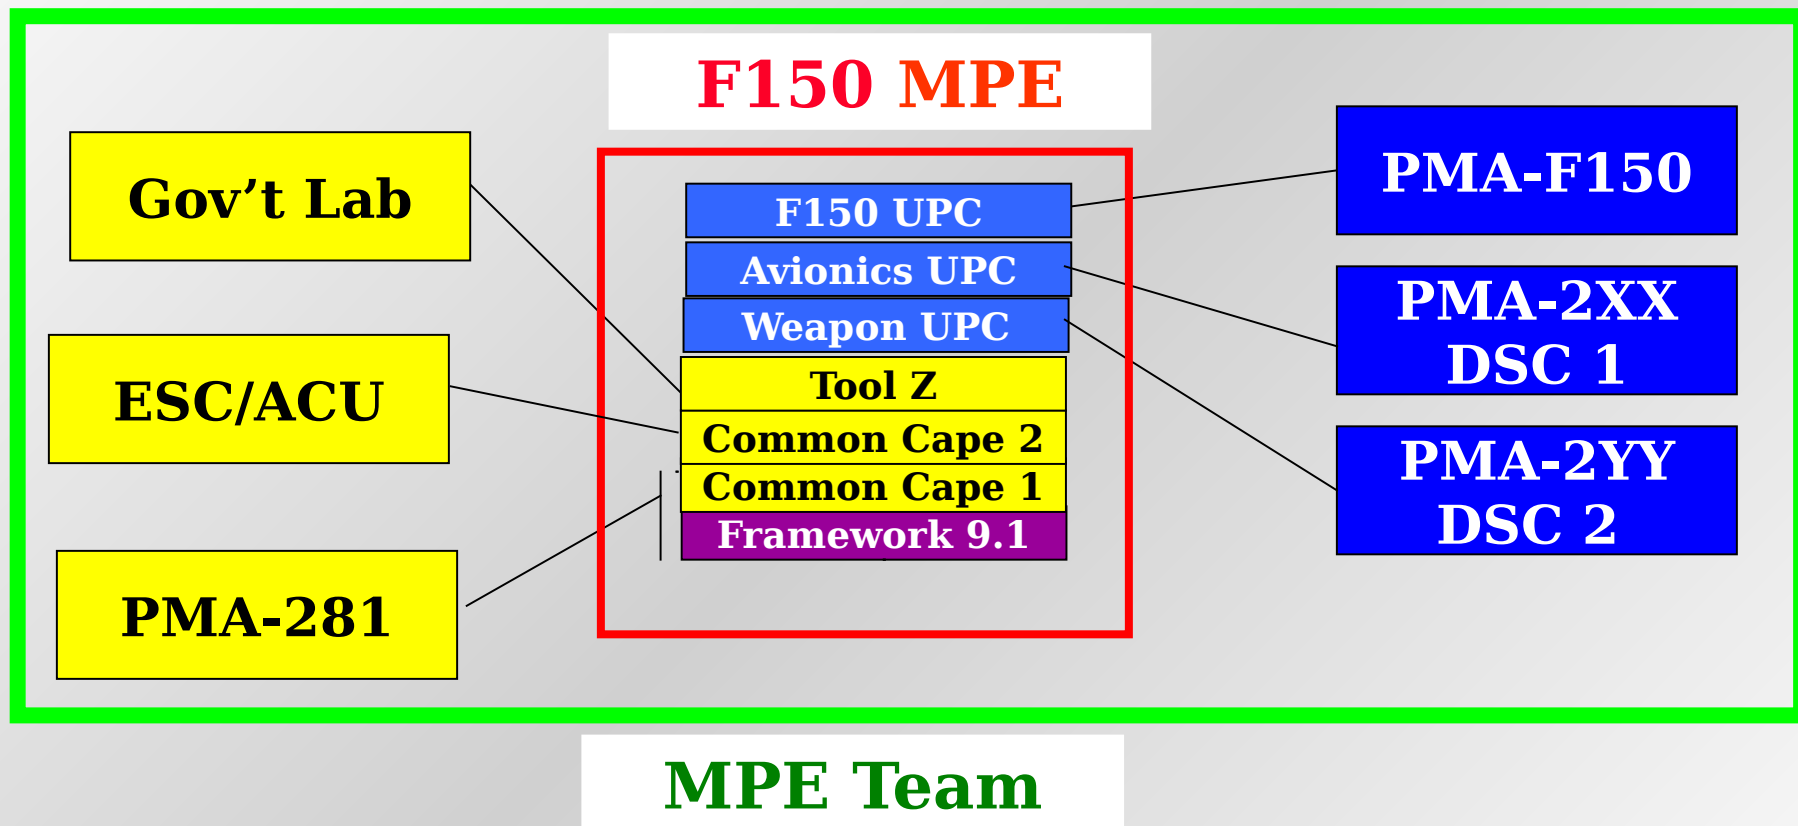 F150 MPE
Gov’t Lab
ESC/ACU
PMA-281
F150 UPC
Avionics UPC
Weapon UPC
Tool Z
Common Cape 2
Common Cape 1
Framework 9.1
PMA-F150
PMA-2XX
DSC 1
PMA-2YY
DSC 2
MPE Team